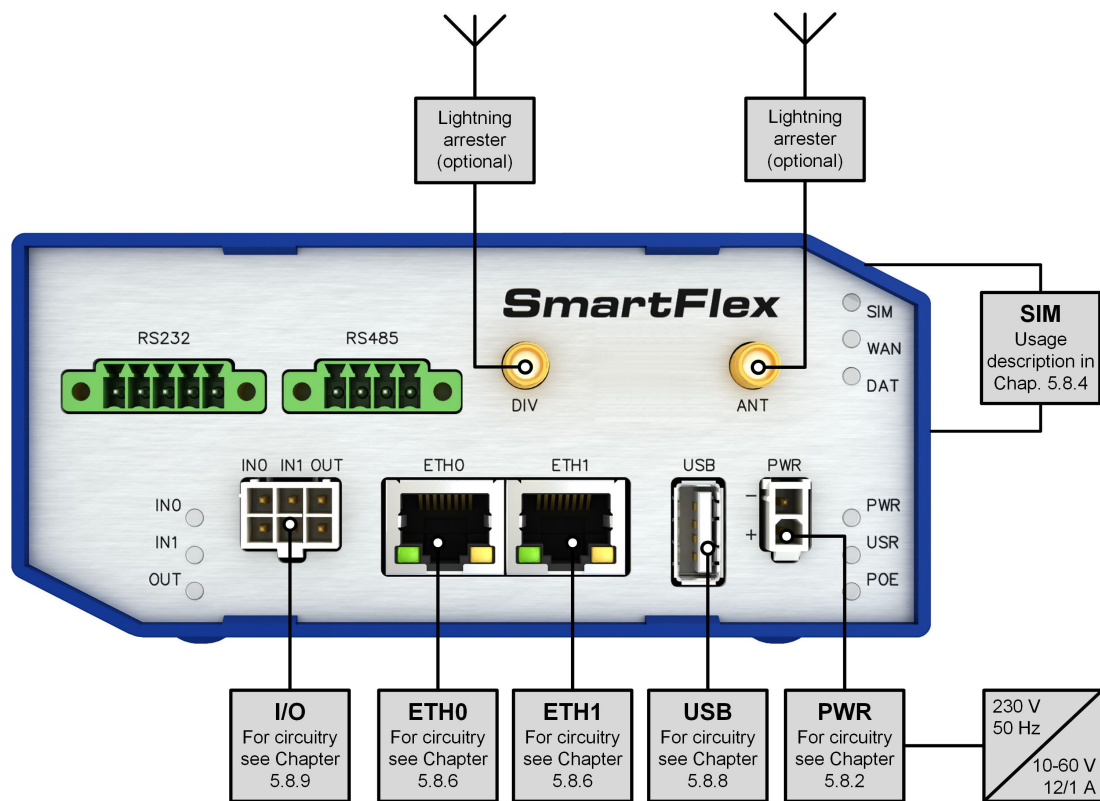 Lightning
arrester
(optional)
Lightning
arrester
(optional)
SmartFlex
SIM
WAN
DAT
SIM
Usage
description in
Chap. 5.8.4
RS232
RS485
DIV
ANT
IN0 IN1 OUT
ETH0
ETH1
USB
PWR
IN0
IN1
OUT
−
+
PWR
USR
POE
I/O
For circuitry
see Chapter
5.8.9
ETH0
For circuitry
see Chapter
5.8.6
ETH1
For circuitry
see Chapter
5.8.6
USB
For circuitry
see Chapter
5.8.8
PWR
For circuitry
see Chapter
5.8.2
230 V
50 Hz
10-60 V
12/1 A